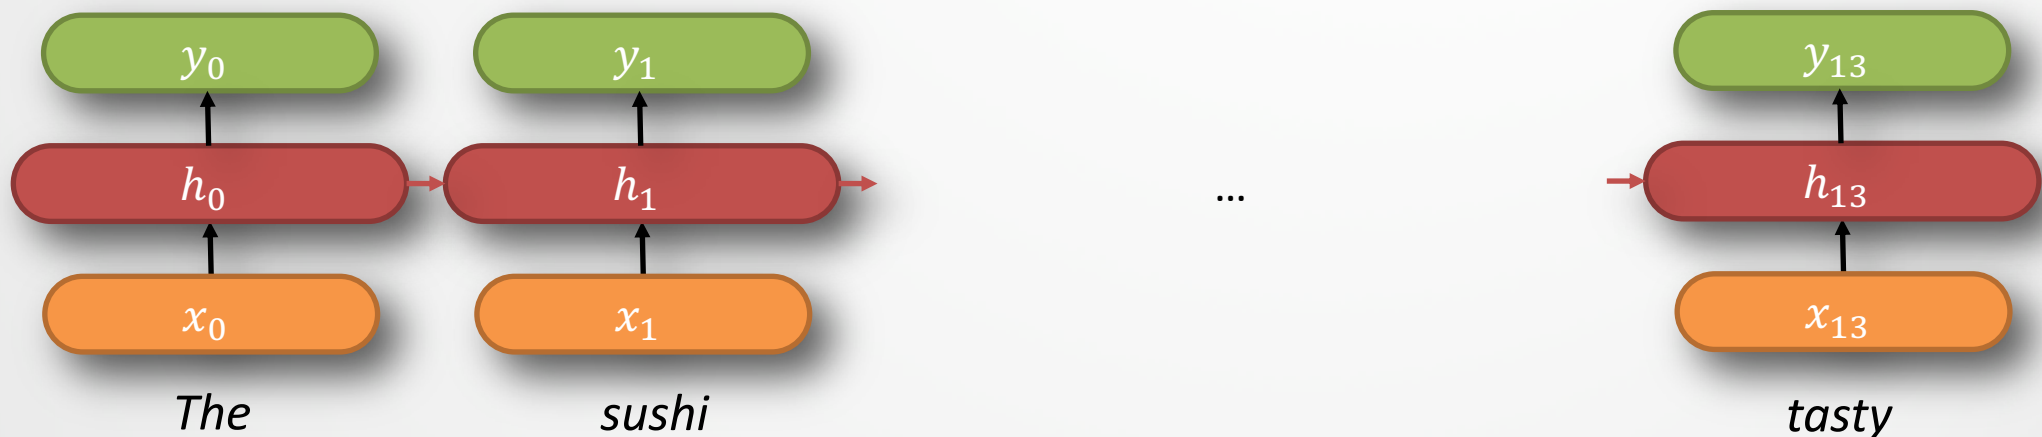 y₀ y₁ y₁₃
h₀ h₁ ... h₁₃
x₀ x₁ x₁₃
The sushi tasty